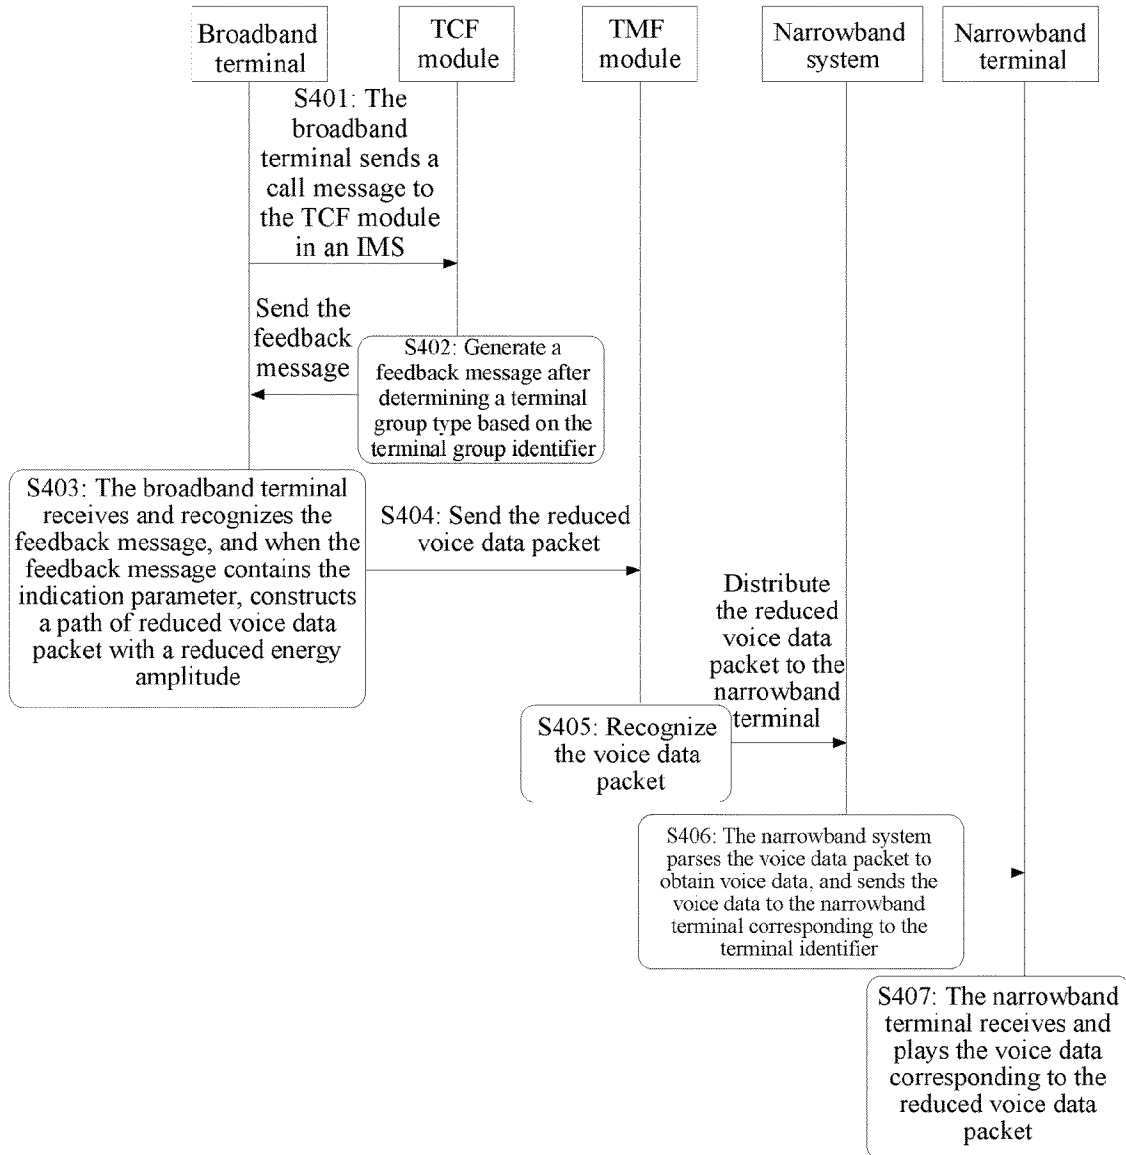 Broadband
terminal
TCF
module
TMF
module
Narrowband
system
Narrowband
terminal
S401: The
broadband
terminal sends a
call message to
the TCF module
in an IMS
Send the
feedback
message
S402: Generate a
feedback message after
determining a terminal
group type based on the
terminal group identifier
S403: The broadband terminal
receives and recognizes the
feedback message, and when the
feedback message contains the
indication parameter, constructs
a path of reduced voice data
packet with a reduced energy
amplitude
S404: Send the reduced
voice data packet
Distribute
the reduced
voice data
packet to the
narrowband
terminal
S405: Recognize
the voice data
packet
S406: The narrowband system
parses the voice data packet to
obtain voice data, and sends the
voice data to the narrowband
terminal corresponding to the
terminal identifier
S407: The narrowband
terminal receives and
plays the voice data
corresponding to the
reduced voice data
packet